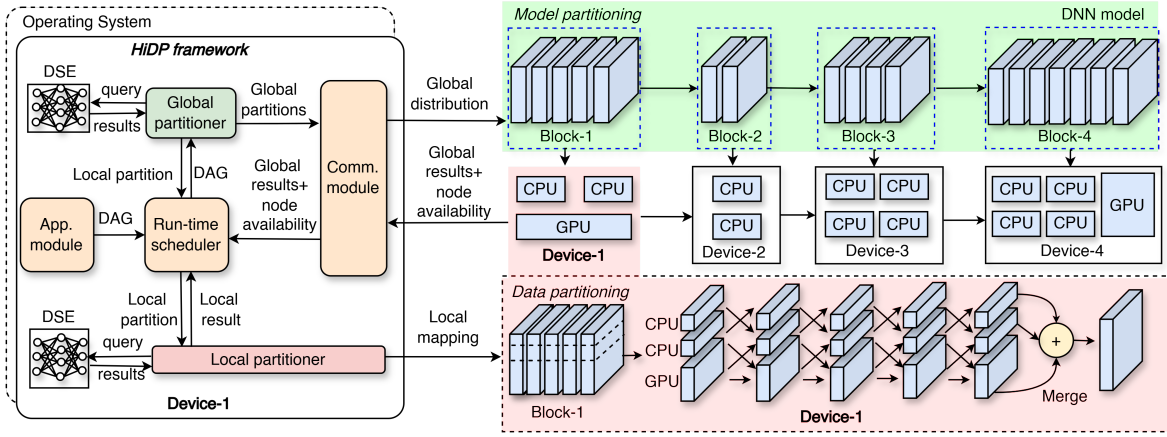 Operating System
HiDP framework
DSE
query
results
Global
partitioner
Global
partitions
Local partition
DAG
Comm.
module
Global
results+
node
availability
App.
module
DAG
Run-time
scheduler
Local
partition
Local
result
DSE
query
results
Local partitioner
Device-1
Global
distribution
Global
results+
node
availability
Local
mapping
Model partitioning
DNN model
Block-1
Block-2
Block-3
Block-4
CPU
CPU
GPU
Device-1
CPU
CPU
Device-2
CPU
CPU
CPU
CPU
Device-3
CPU
CPU
CPU
CPU
GPU
Device-4
Data partitioning
Block-1
CPU
CPU
GPU
Device-1
+
Merge